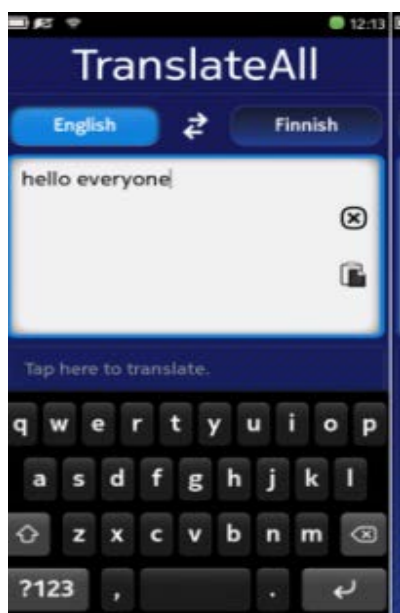 12:13
TranslateAll
English Finnish
hello everyone
Tap here to translate.
q w e r t y u i o p
a s d f g h j k l
z x c v b n m
?123 , .